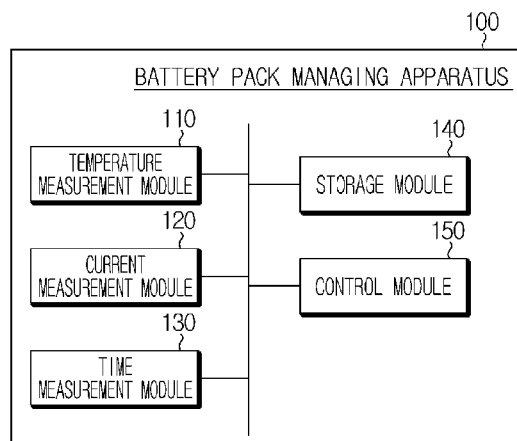 100
BATTERY PACK MANAGING APPARATUS
110
TEMPERATURE
MEASUREMENT MODULE
120
CURRENT
MEASUREMENT MODULE
130
TIME
MEASUREMENT MODULE
140
STORAGE MODULE
150
CONTROL MODULE